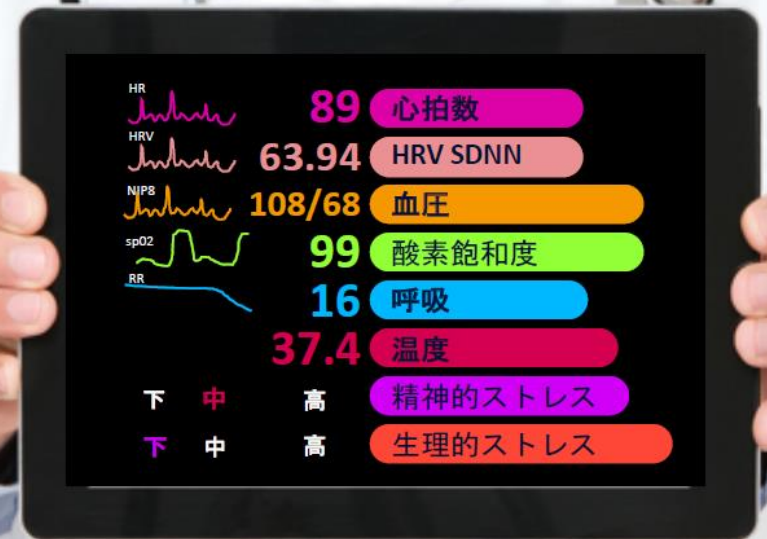 HR
89 心拍数
HRV
63.94 HRV SDNN
NIP8
108/68 血圧
sp02
99 酸素飽和度
RR
16 呼吸
37.4 温度
下 中 高 精神的ストレス
下 中 高 生理的ストレス